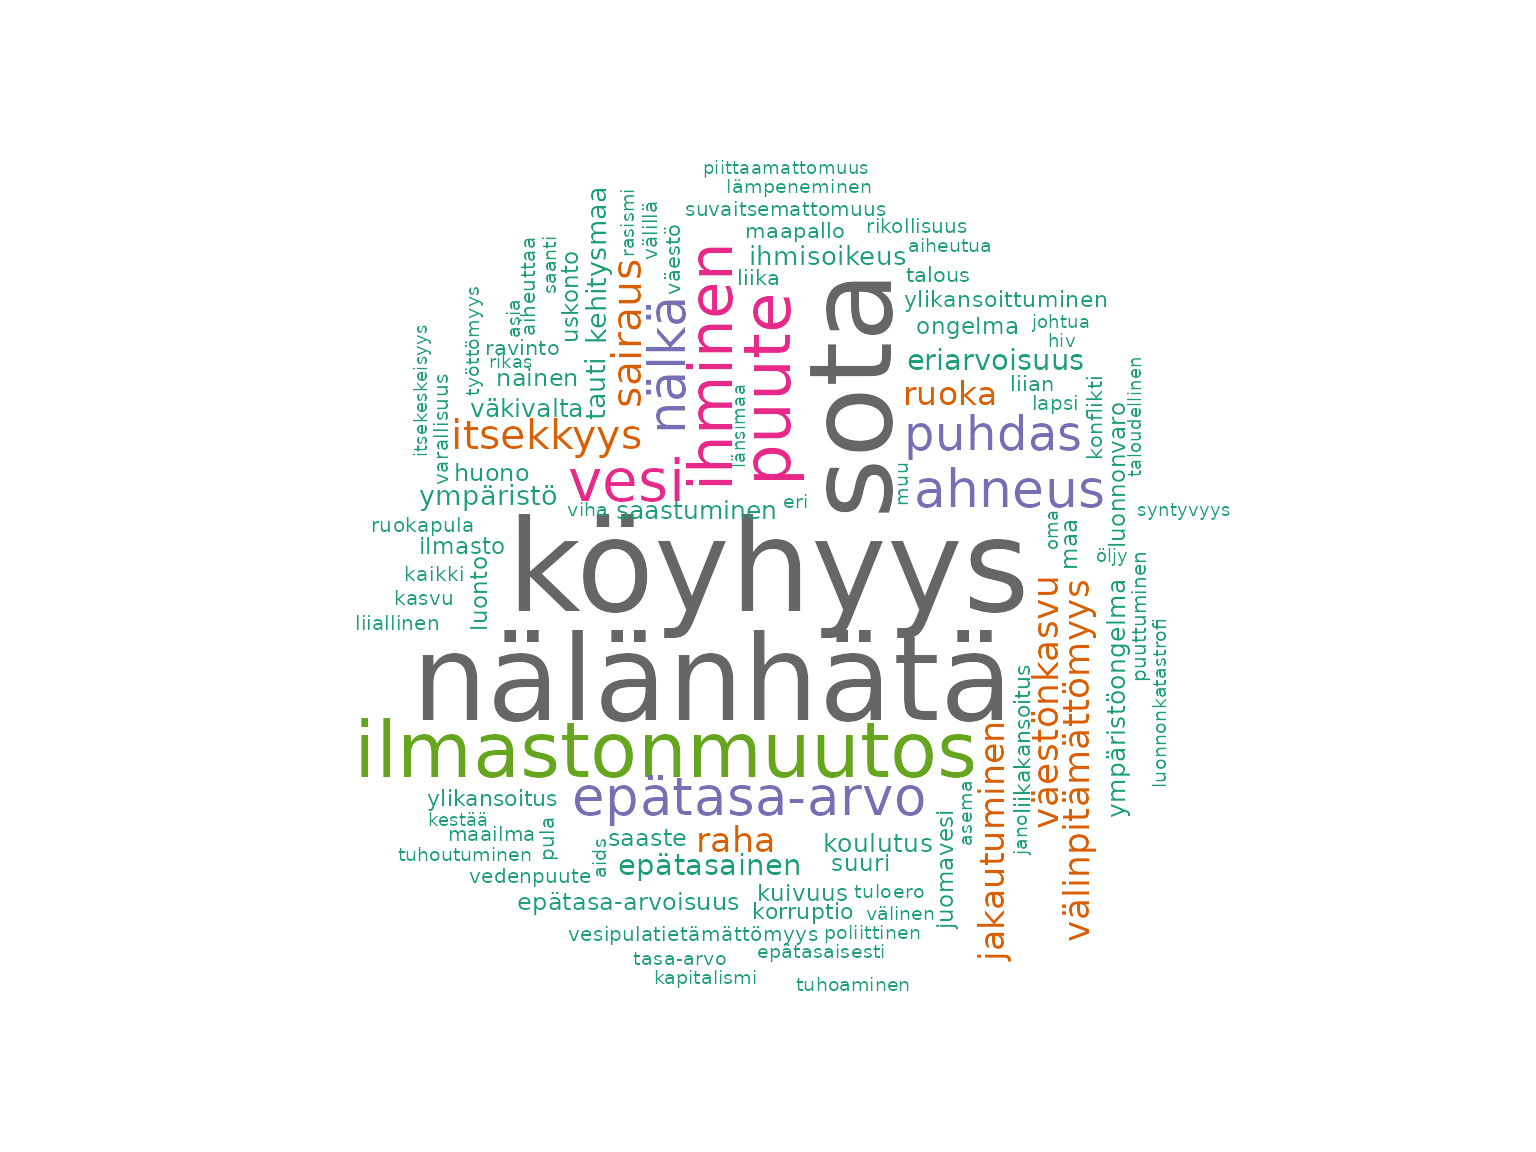 piittaamattomuus
lämpeneminen
suvaitsemattomuus
maapallo
rikollisuus
aiheutua
ihmisoikeus
liika
talous
rasismi
välillä
väestö
kehitysmaa
saanti
aiheuttaa
uskonto
asia
työttömyys
itsekeskeisyys
varallisuus
ravinto
rikas
nainen
tauti
väkivalta
sairaus
nälkä
ihminen
puute
länsimaa
sota
ylikansoittuminen
ongelma
johtua
hiv
eriarvoisuus
liian
ruoka
lapsi
konflikti
taloudellinen
luonnonvaro
puhdas
itsekkyys
huono
vesi
ympäristö
viha
saastuminen
eri
muu
ahneus
syntyvyys
ruokapula
ilmasto
oma
maa
öljy
kaikki
kasvu
luonto
liiallinen
köyhyys
nälänhätä
väestönkasvu
välinpitämättömyys
ympäristöongelma
puuttuminen
luonnonkatastrofi
ilmastonmuutos
liikakansoitus
jano
jakautuminen
epätasa-arvo
ylikansoitus
kestää
maailma
tuhoutuminen
pula
aids
saaste
raha
koulutus
suuri
juomavesi
asema
epätasainen
vedenpuute
epätasa-arvoisuus
kuivuus
tuloero
korruptio
välinen
vesipula
tietämättömyys
poliittinen
tasa-arvo
epätasaisesti
kapitalismi
tuhoaminen